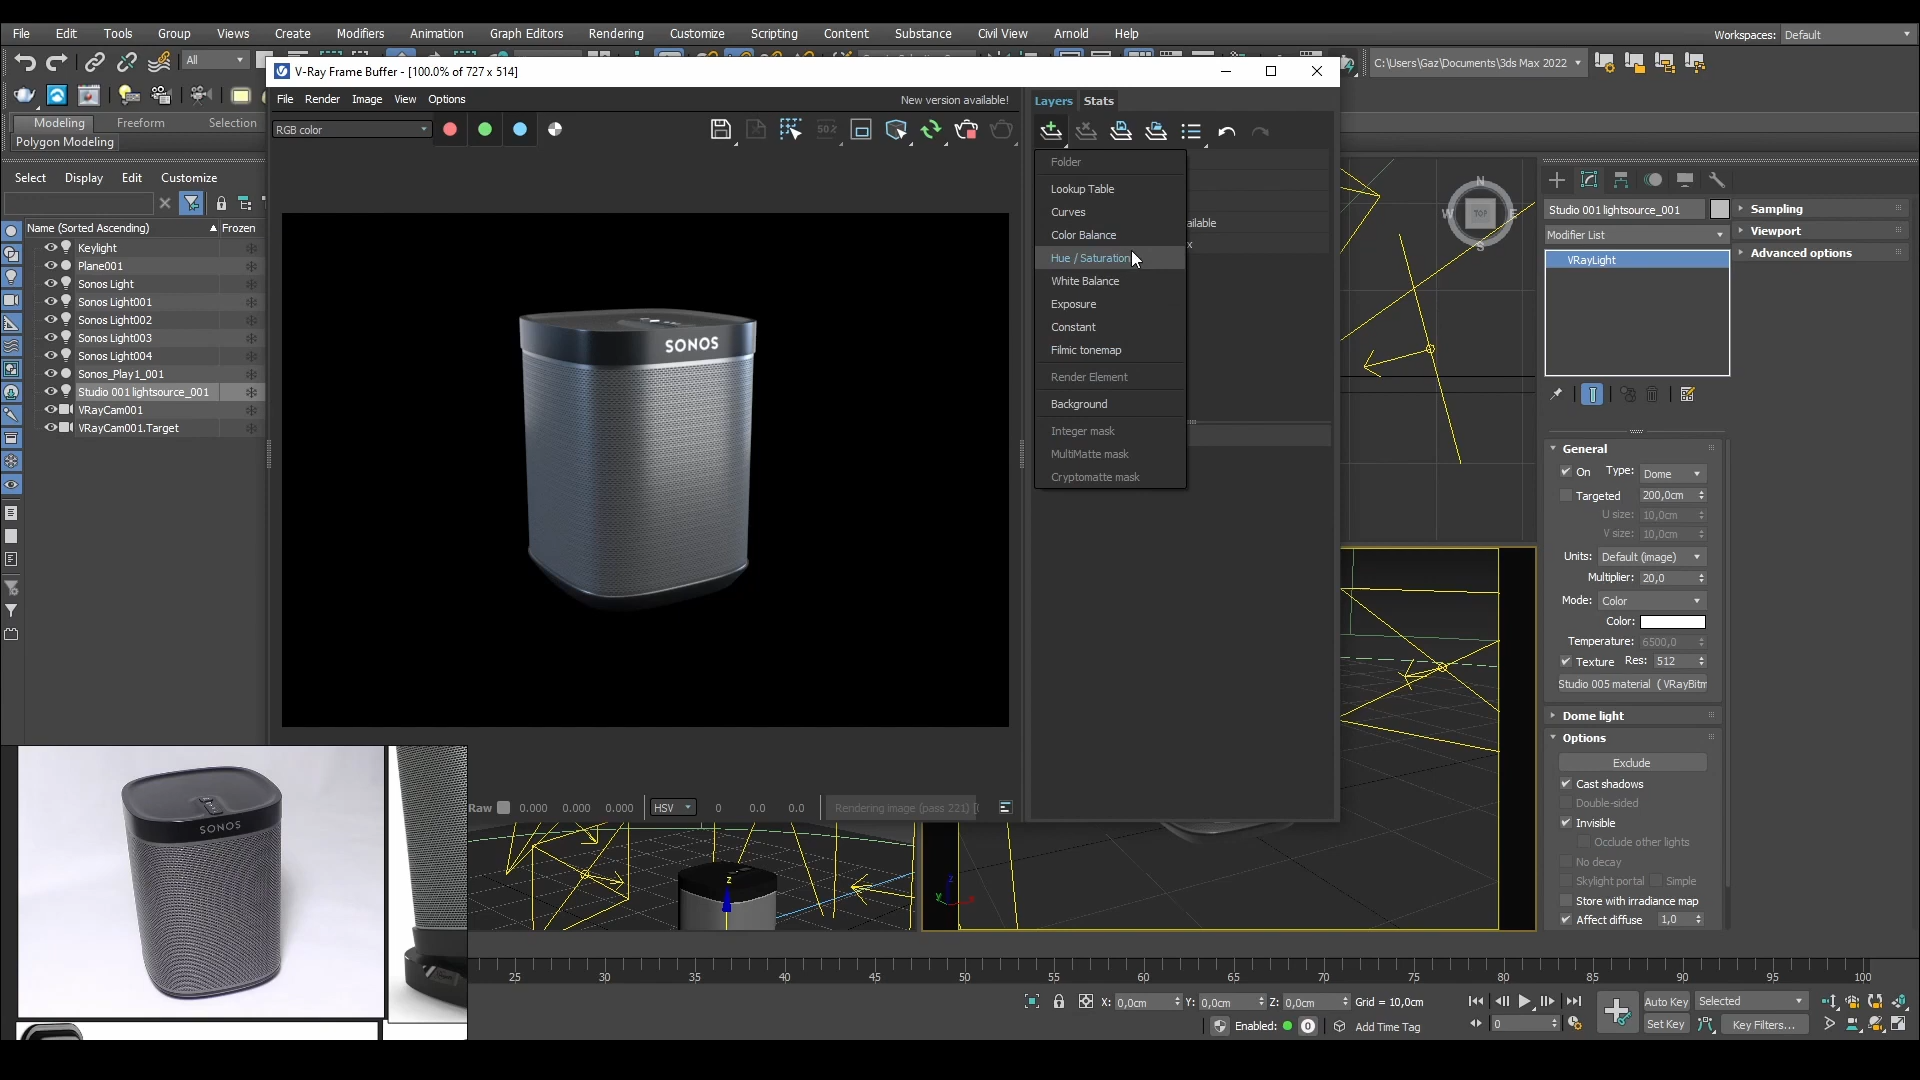 File Edit Tools Group Views Create Modifiers Animation Graph Editors Rendering Customize Scripting Content Substance Civil View Arnold Help
Workspaces: Default
All
C:\Users\Gaz\Documents\3ds Max 2022
V-Ray Frame Buffer - [100.0% of 727 x 514]
File Render Image View Options
New version available!
Layers Stats
Modeling Freeform Selection
Polygon Modeling
RGB color
50%
Select Display Edit Customize
Name (Sorted Ascending) Frozen
Keylight
Plane001
Sonos Light
Sonos Light001
Sonos Light002
Sonos Light003
Sonos Light004
Sonos_Play1_001
Studio 001 lightsource_001
VRayCam001
VRayCam001.Target
SONOS
Folder
Lookup Table
Curves
Color Balance
Hue / Saturation
White Balance
Exposure
Constant
Filmic tonemap
Render Element
Background
Integer mask
MultiMatte mask
Cryptomatte mask
ailable
x
N
W TOP E
S
Studio 001 lightsource_001
Modifier List
VRayLight
Sampling
Viewport
Advanced options
General
On Type: Dome
Targeted 200,0cm
U size: 10,0cm
V size: 10,0cm
Units: Default (image)
Multiplier: 20,0
Mode: Color
Color:
Temperature: 6500,0
Texture Res: 512
Studio 005 material ( VRayBitm
Dome light
Options
Exclude
Cast shadows
Double-sided
Invisible
Occlude other lights
No decay
Skylight portal Simple
Store with irradiance map
Affect diffuse 1,0
SONOS
Raw 0.000 0.000 0.000 HSV 0 0.0 0.0 Rendering image (pass 221) [
z
z
y x
25 30 35 40 45 50 55 60 65 70 75 80 85 90 95 100
X: 0,0cm Y: 0,0cm Z: 0,0cm Grid = 10,0cm
Auto Key Selected
Enabled: 0 Add Time Tag
0
Set Key Key Filters...